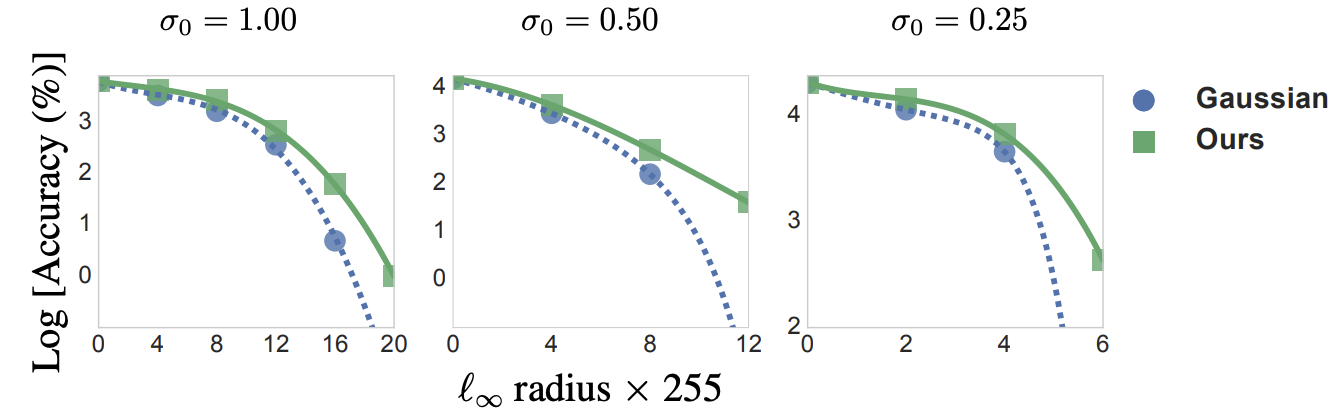 σ₀ = 1.00
σ₀ = 0.50
σ₀ = 0.25
Log [Accuracy (%)]
3
2
1
0
0 4 8 12 16 20
4
3
2
1
0
0 4 8 12
4
3
2
0 2 4 6
ℓ∞ radius × 255
Gaussian
Ours